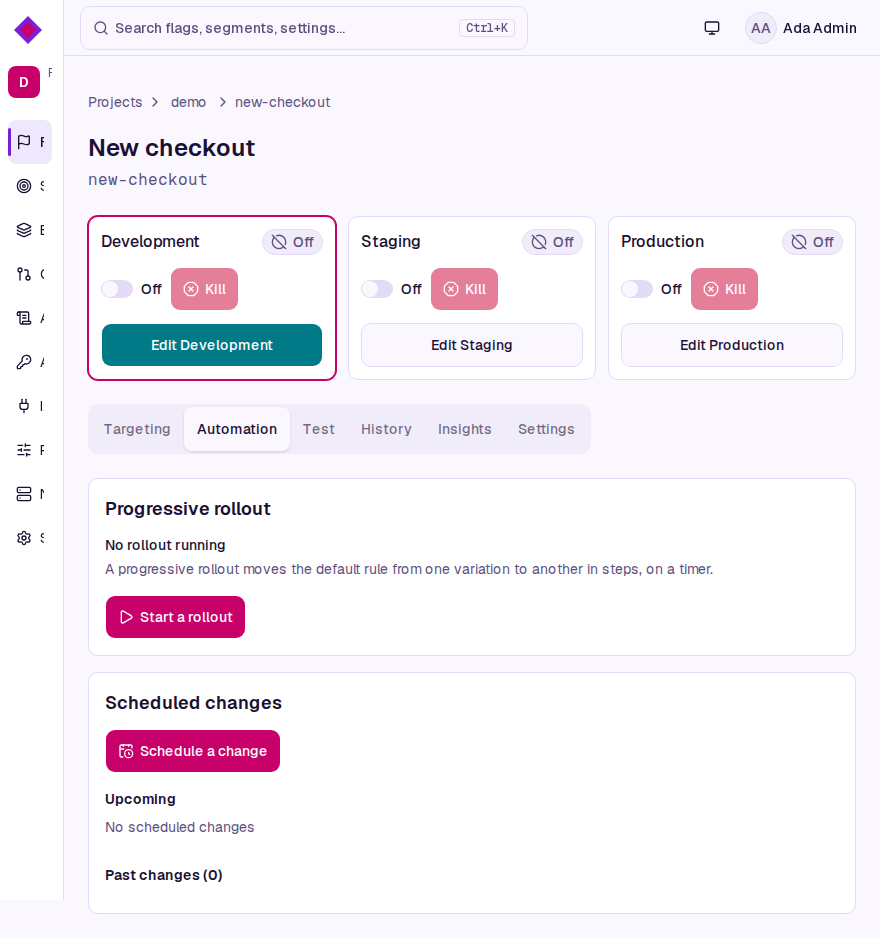 Search flags, segments, settings...
Ctrl+K
AA
Ada Admin
D
Projects
demo
new-checkout
New checkout
new-checkout
Development
Off
Off
Kill
Edit Development
Staging
Off
Off
Kill
Edit Staging
Production
Off
Off
Kill
Edit Production
Targeting
Automation
Test
History
Insights
Settings
Progressive rollout
No rollout running
A progressive rollout moves the default rule from one variation to another in steps, on a timer.
Start a rollout
Scheduled changes
Schedule a change
Upcoming
No scheduled changes
Past changes (0)